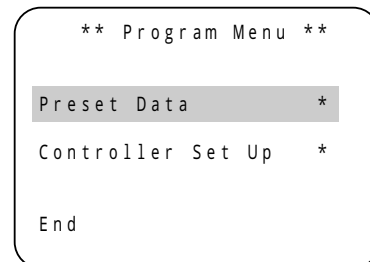 ** Program Menu **
Preset Data *
Controller Set Up *
End